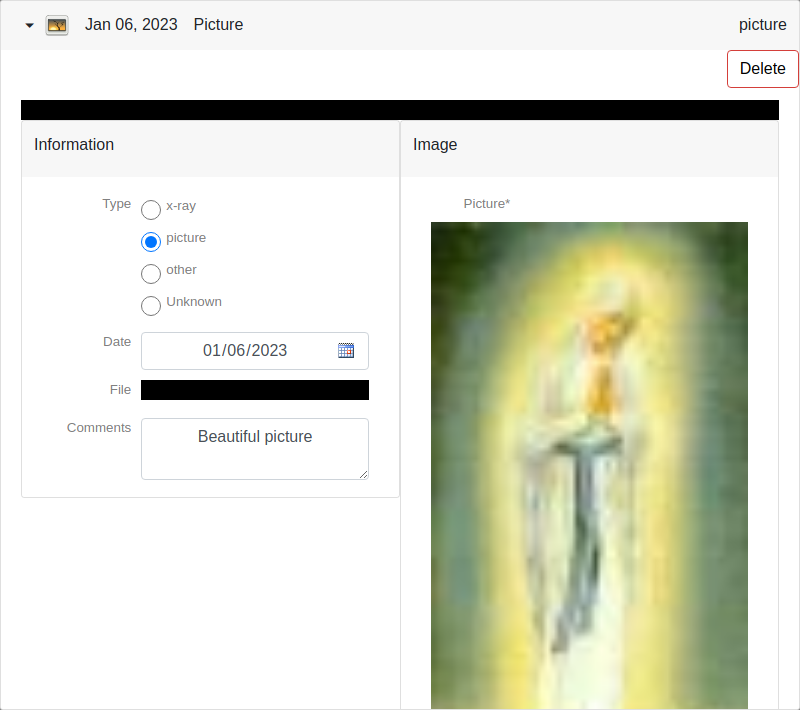 Jan 06, 2023 Picture picture
Delete
Information
Image
Type
x-ray
picture
other
Unknown
Date 01/06/2023
File
Comments Beautiful picture
Picture*